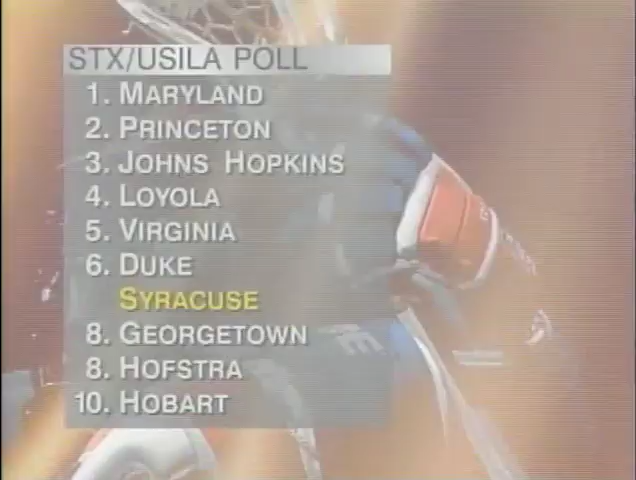 STX/USILA POLL
1. MARYLAND
2. PRINCETON
3. JOHNS HOPKINS
4. LOYOLA
5. VIRGINIA
6. DUKE
SYRACUSE
8. GEORGETOWN
8. HOFSTRA
10. HOBART